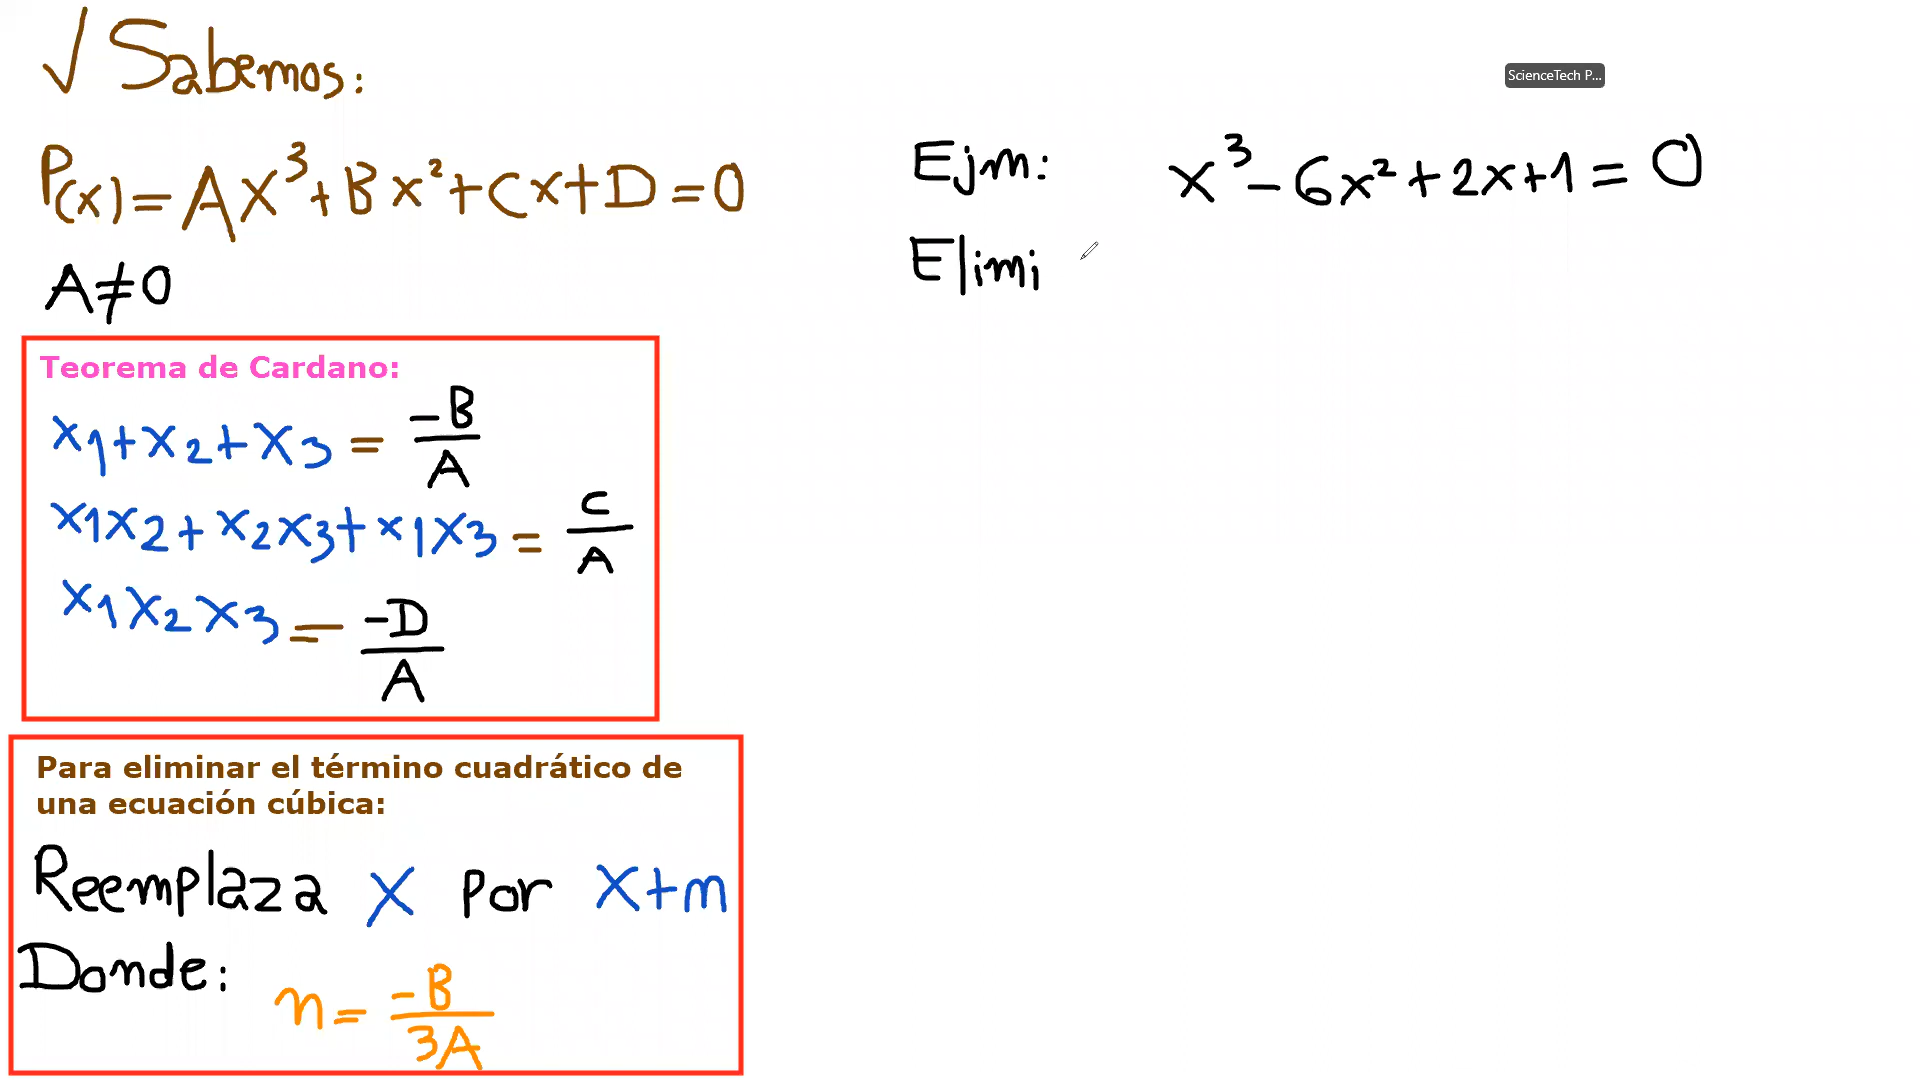 √ Sabemos:
P(x) = AX³ + Bx² + Cx + D = 0
A ≠ 0
Teorema de Cardano:
x1 + x2 + x3 = -B/A
x1x2 + x2x3 + x1x3 = C/A
x1x2x3 = -D/A
Para eliminar el término cuadrático de
una ecuación cúbica:
Reemplaza X por X+m
Donde:
n = -B/3A
ScienceTech P...
Ejm: x³ - 6x² + 2x + 1 = 0
Elimi